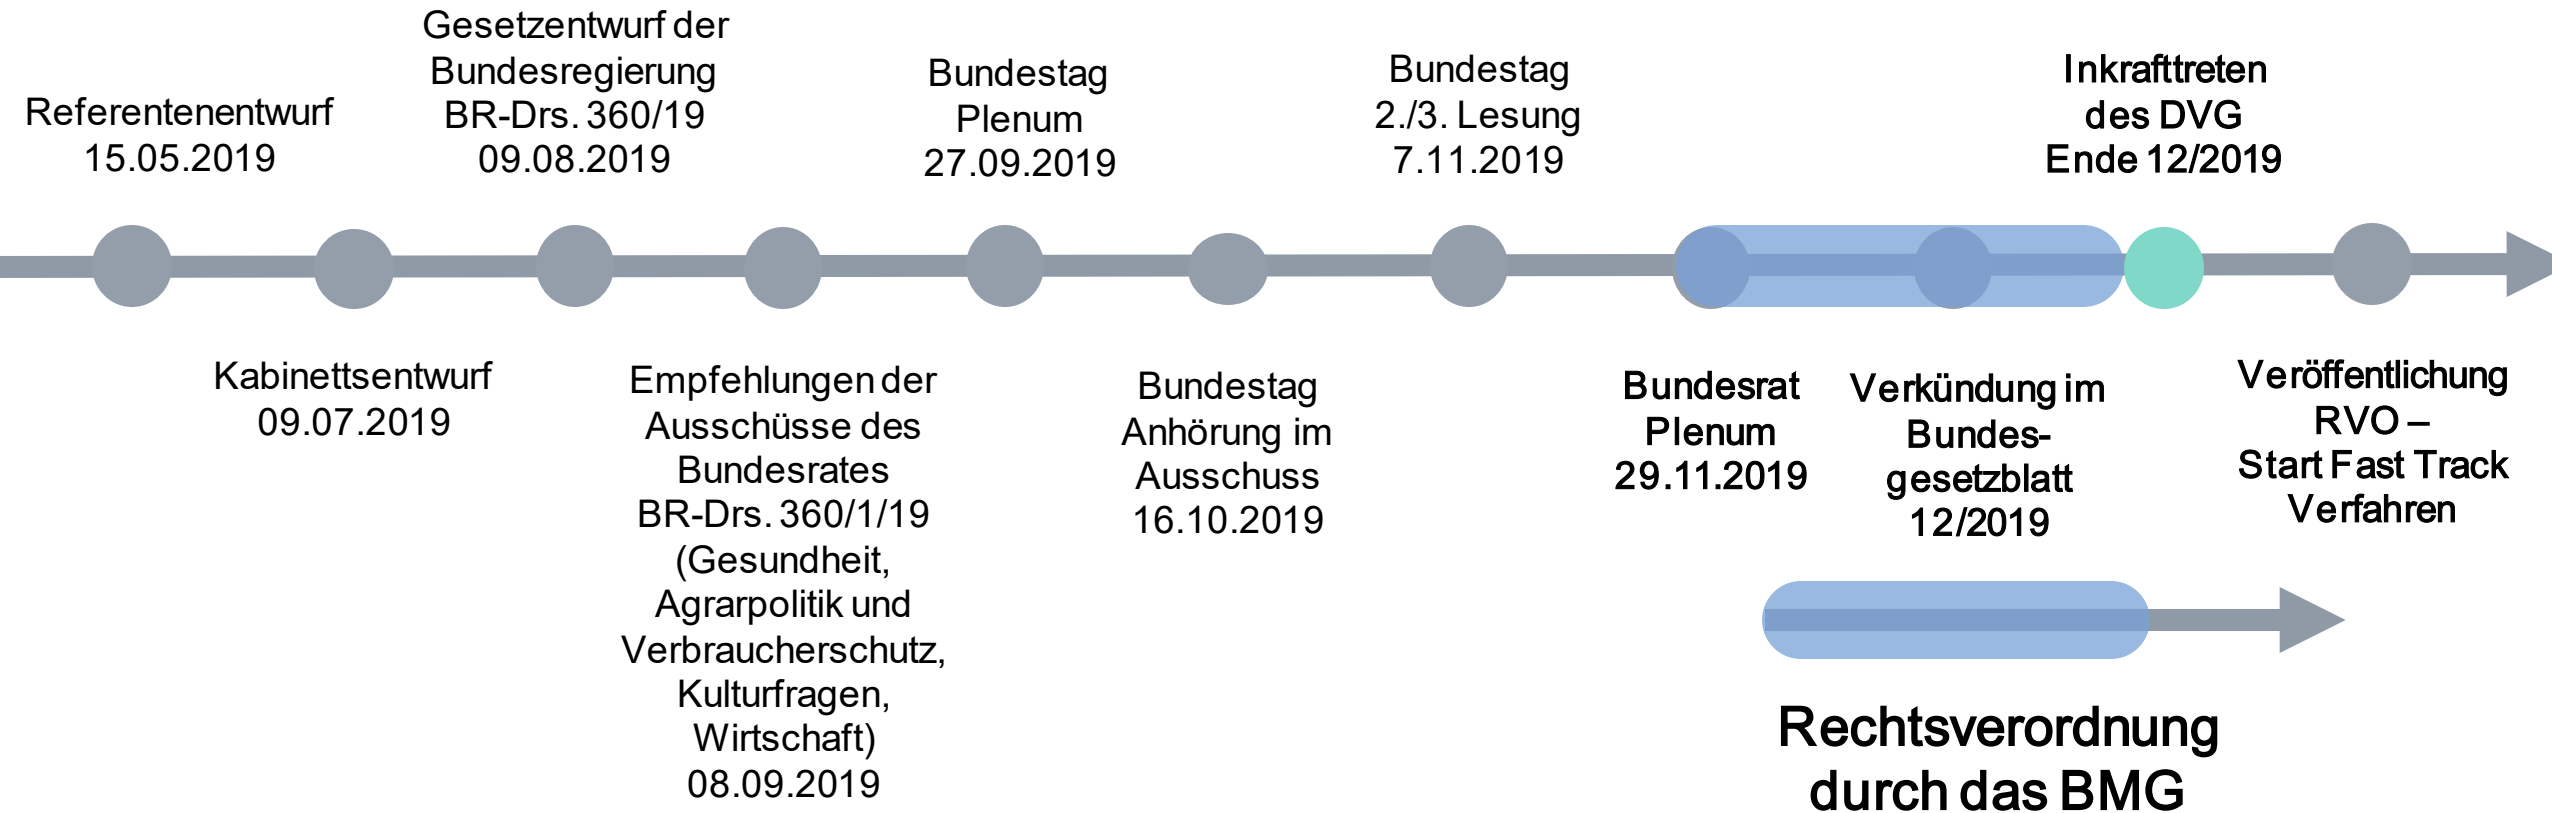 Referentenentwurf
15.05.2019
Kabinettsentwurf
09.07.2019
Gesetzentwurf der
Bundesregierung
BR-Drs. 360/19
09.08.2019
Empfehlungen der
Ausschüsse des
Bundesrates
BR-Drs. 360/1/19
(Gesundheit,
Agrarpolitik und
Verbraucherschutz,
Kulturfragen,
Wirtschaft)
08.09.2019
Bundestag
Plenum
27.09.2019
Bundestag
Anhörung im
Ausschuss
16.10.2019
Bundestag
2./3. Lesung
7.11.2019
Bundesrat
Plenum
29.11.2019
Verkündung im
Bundes-
gesetzblatt
12/2019
Inkrafttreten
des DVG
Ende 12/2019
Veröffentlichung
RVO –
Start Fast Track
Verfahren
Rechtsverordnung
durch das BMG